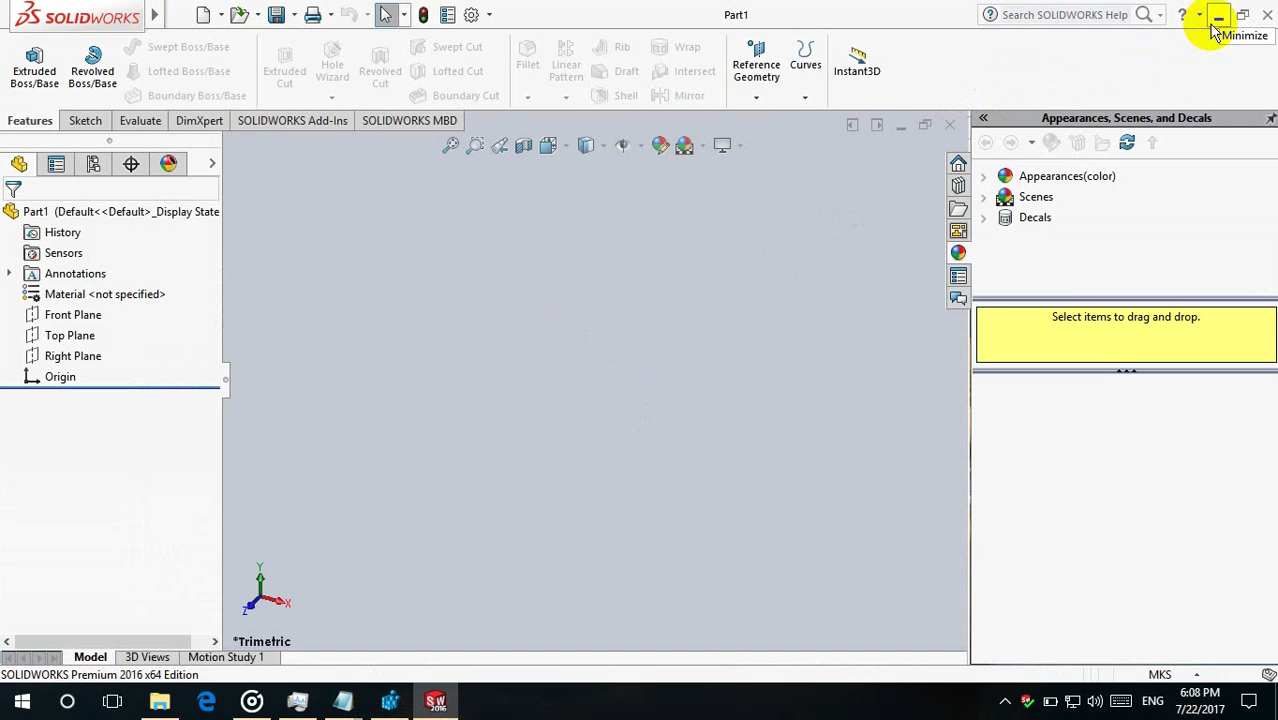 SOLIDWORKS
Part1
Search SOLIDWORKS Help
?
Minimize
Extruded Boss/Base
Revolved Boss/Base
Swept Boss/Base
Lofted Boss/Base
Boundary Boss/Base
Extruded Cut
Hole Wizard
Revolved Cut
Swept Cut
Lofted Cut
Boundary Cut
Fillet
Linear Pattern
Rib
Draft
Shell
Wrap
Intersect
Mirror
Reference Geometry
Curves
Instant3D
Features
Sketch
Evaluate
DimXpert
SOLIDWORKS Add-Ins
SOLIDWORKS MBD
Appearances, Scenes, and Decals
Part1 (Default<<Default>_Display State
History
Sensors
Annotations
Material <not specified>
Front Plane
Top Plane
Right Plane
Origin
Appearances(color)
Scenes
Decals
Select items to drag and drop.
Y
X
Z
*Trimetric
Model
3D Views
Motion Study 1
SOLIDWORKS Premium 2016 x64 Edition
MKS
SW
2016
ENG
6:08 PM
7/22/2017